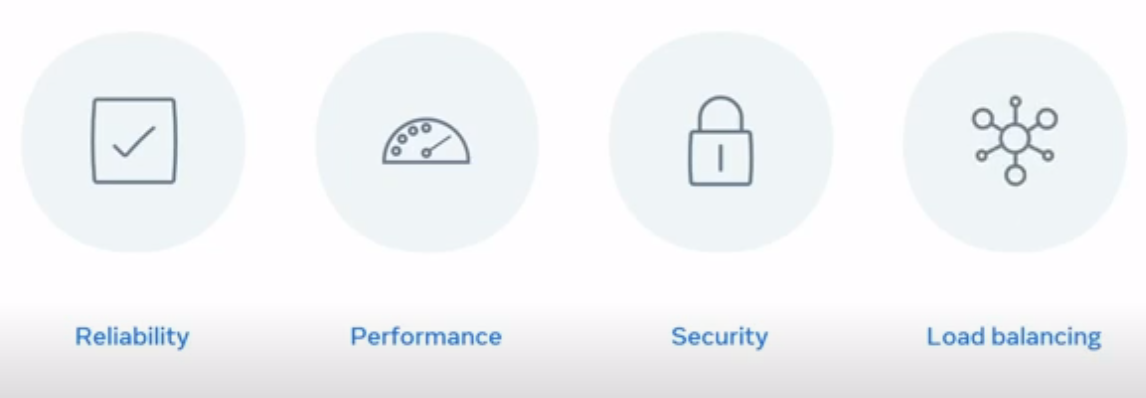 Reliability
Performance
Security
Load balancing